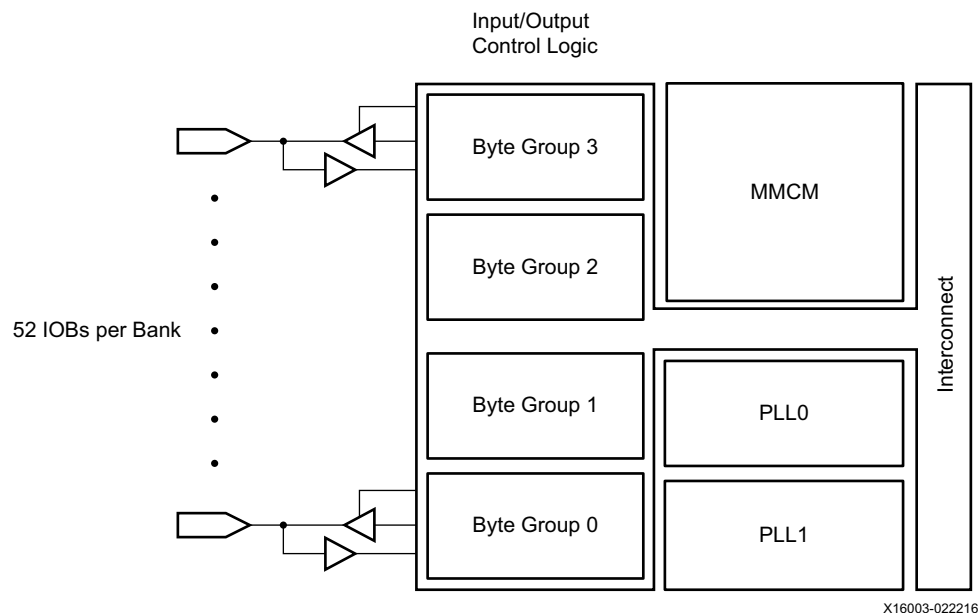 Input/Output
Control Logic
Byte Group 3
MMCM
Byte Group 2
52 IOBs per Bank
Interconnect
Byte Group 1
PLL0
Byte Group 0
PLL1
X16003-022216